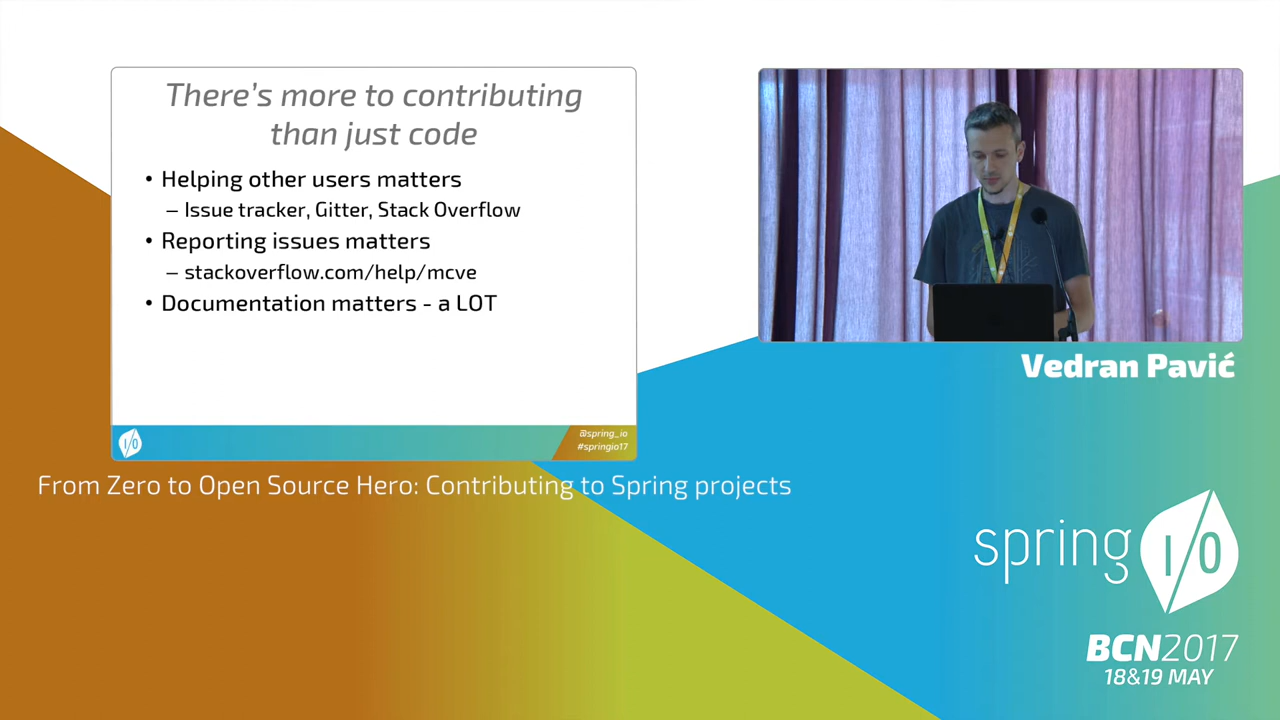 There's more to contributing
than just code
• Helping other users matters
– Issue tracker, Gitter, Stack Overflow
• Reporting issues matters
– stackoverflow.com/help/mcve
• Documentation matters - a LOT
I/O
@spring_io
#springio17
Vedran Pavić
From Zero to Open Source Hero: Contributing to Spring projects
spring I/O
BCN2017
18&19 MAY